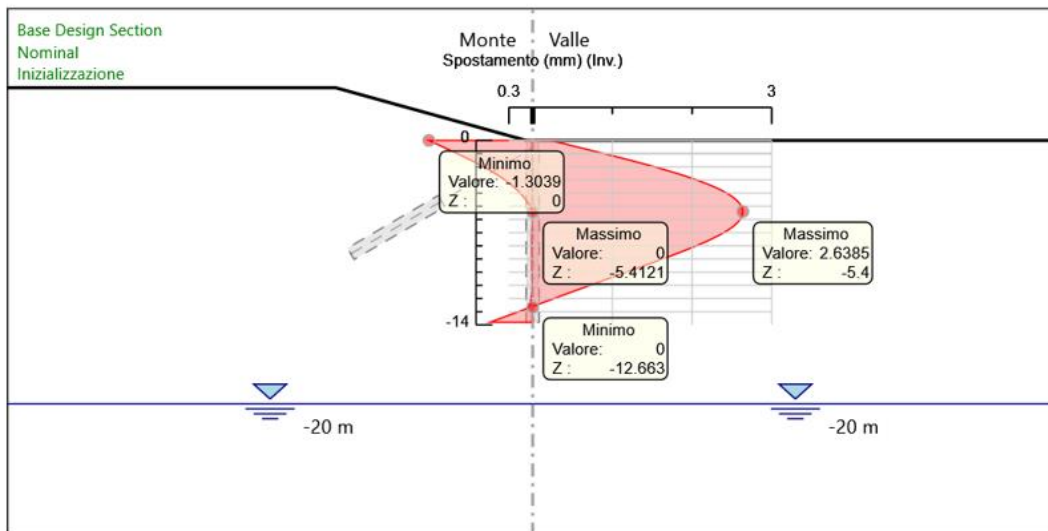 Base Design Section
Nominal
Inizializzazione
Monte Valle
Spostamento (mm) (Inv.)
0.3 3
0
Minimo
Valore: -1.3039
Z : 0
Massimo
Valore: 0
Z : -5.4121
Massimo
Valore: 2.6385
Z : -5.4
-14
Minimo
Valore: 0
Z : -12.663
-20 m
-20 m